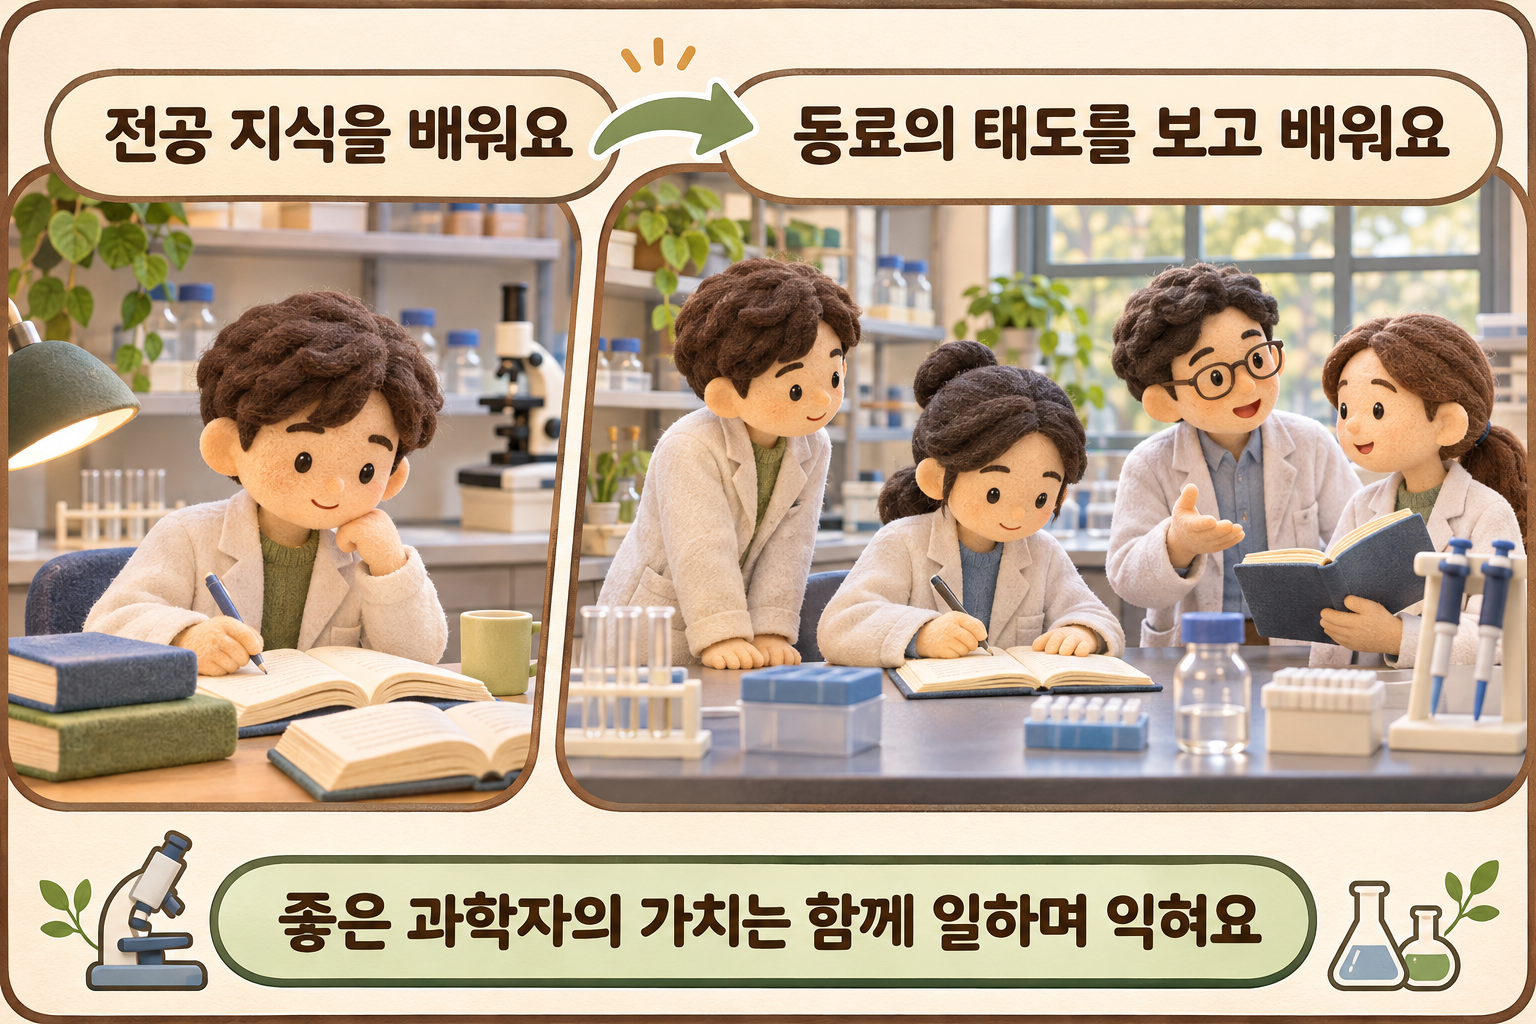 전공 지식을 배워요
동료의 태도를 보고 배워요
좋은 과학자의 가치는 함께 일하며 익혀요